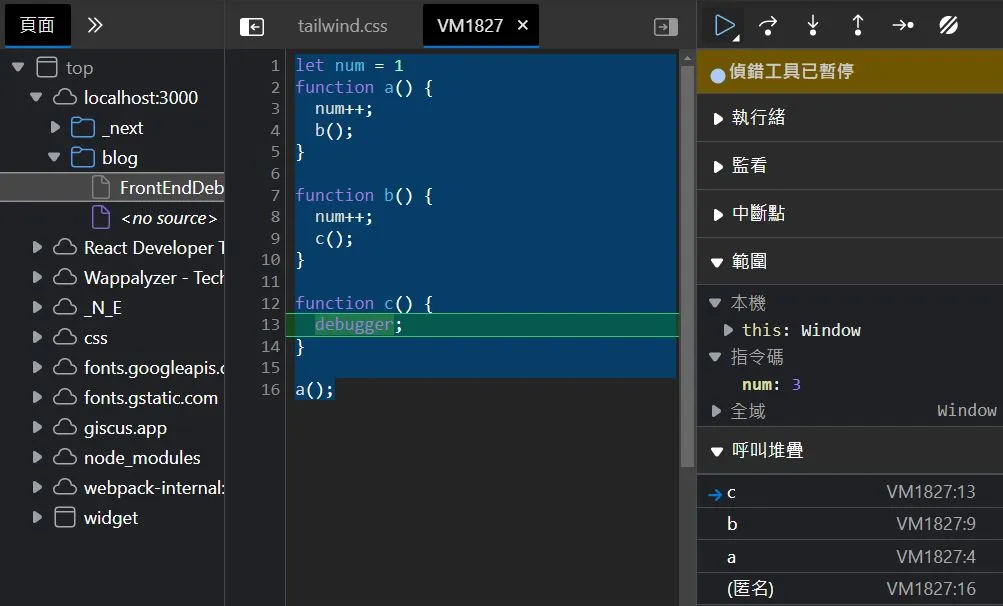 頁面
top
localhost:3000
_next
blog
FrontEndDeb
<no source>
React Developer T
Wappalyzer - Tech
_N_E
css
fonts.googleapis.c
fonts.gstatic.com
giscus.app
node_modules
webpack-internal:
widget
tailwind.css
VM1827 ×
1 let num = 1
2 function a() {
3 num++;
4 b();
5 }
6
7 function b() {
8 num++;
9 c();
10 }
11
12 function c() {
13 debugger;
14 }
15
16 a();
偵錯工具已暫停
執行緒
監看
中斷點
範圍
本機
this: Window
指令碼
num: 3
全域 Window
呼叫堆疊
c VM1827:13
b VM1827:9
a VM1827:4
(匿名) VM1827:16